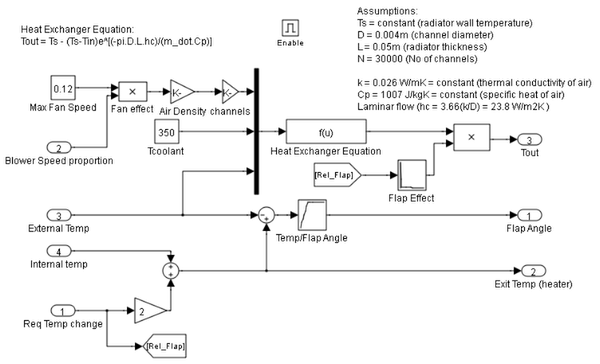 Heat Exchanger Equation:
Tout = Ts - (Ts-Tin)e^[(-pi.D.L.hc)/(m_dot.Cp)]
Enable
Assumptions:
Ts = constant (radiator wall temperature)
D = 0.004m (channel diameter)
L = 0.05m (radiator thickness)
N = 30000 (No of channels)
k = 0.026 W/mK = constant (thermal conductivity of air)
Cp = 1007 J/kgK = constant (specific heat of air)
Laminar flow (hc = 3.66(k/D) = 23.8 W/m2K )
0.12
Max Fan Speed
×
Fan effect
K-
Air Density
K-
channels
2
Blower Speed proportion
350
Tcoolant
f(u)
Heat Exchanger Equation
[Rel_Flap]
Flap Effect
×
3
Tout
3
External Temp
- +
Temp/Flap Angle
1
Flap Angle
4
Internal temp
+ +
2
Exit Temp (heater)
1
Req Temp change
2
[Rel_Flap]